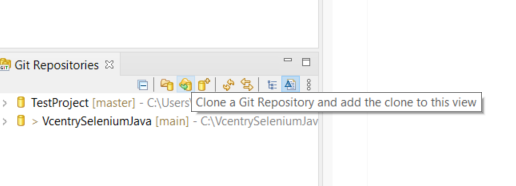 Git Repositories
TestProject [master] - C:\Users\
Clone a Git Repository and add the clone to this view
> VcentrySeleniumJava [main] - C:\VcentrySeleniumJav